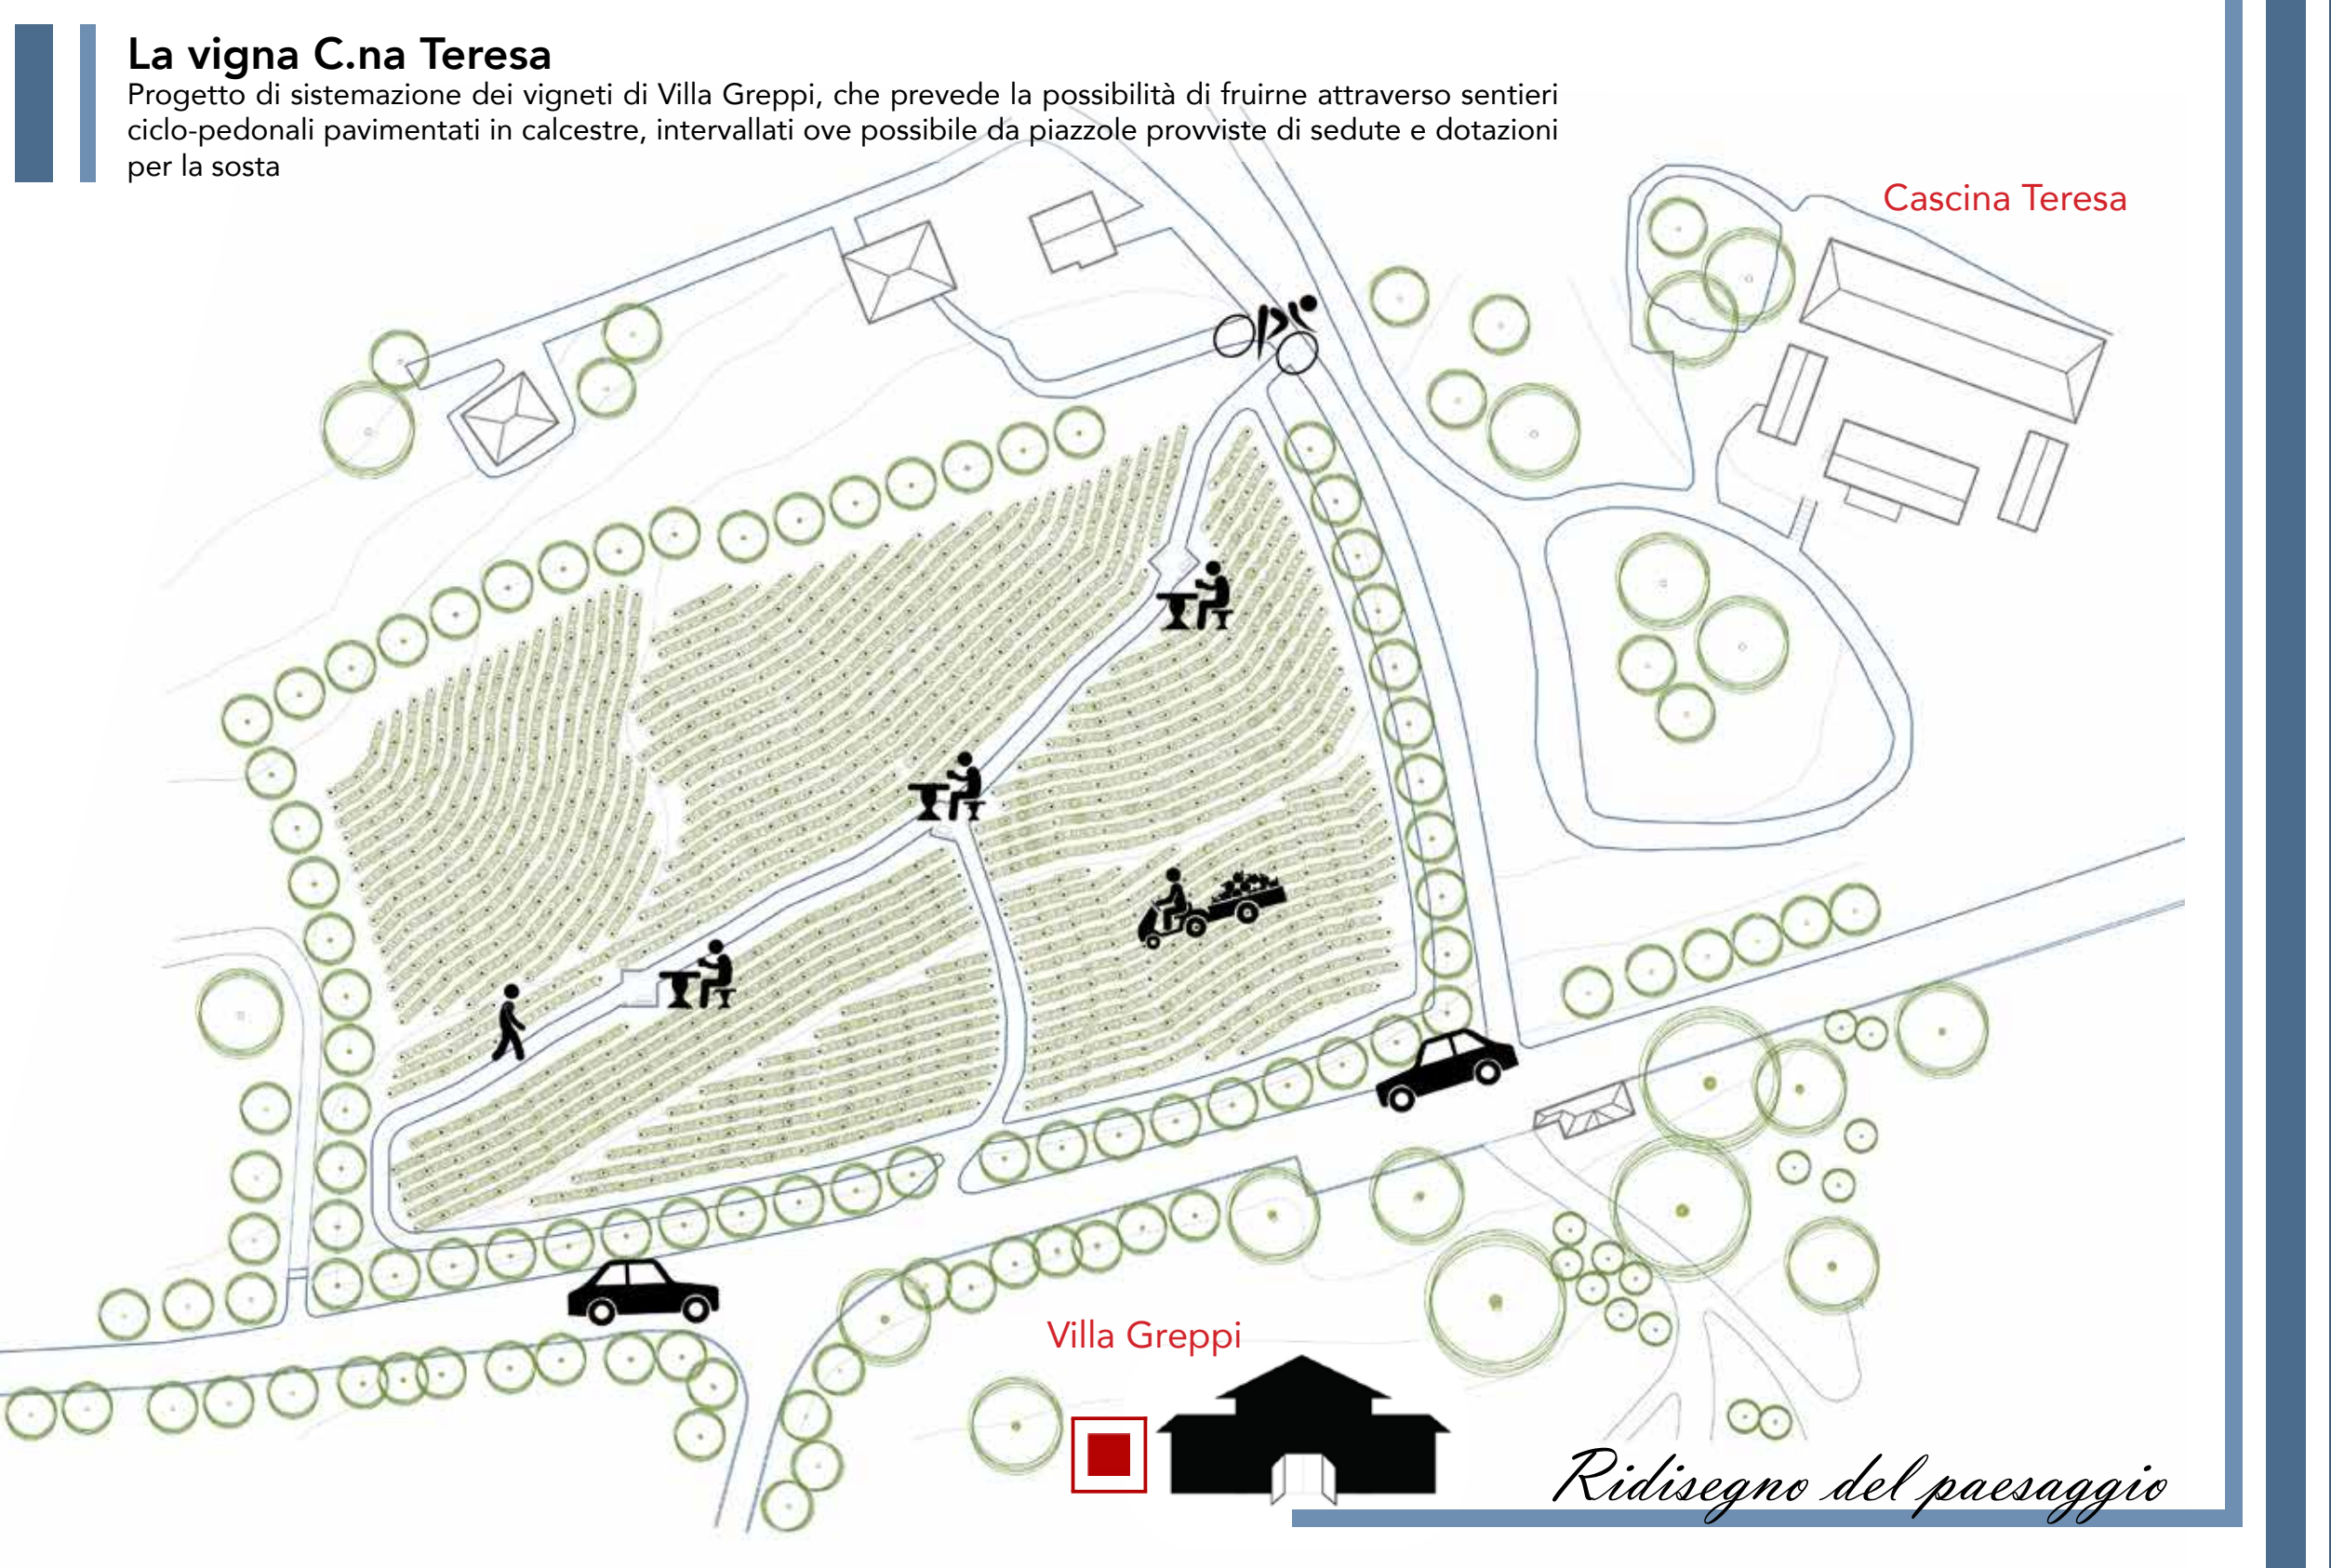 La vigna C.na Teresa
Progetto di sistemazione dei vigneti di Villa Greppi, che prevede la possibilità di fruirne attraverso sentieri
ciclo-pedonali pavimentati in calcestre, intervallati ove possibile da piazzole provviste di sedute e dotazioni
per la sosta
Cascina Teresa
Villa Greppi
Ridisegno del paesaggio